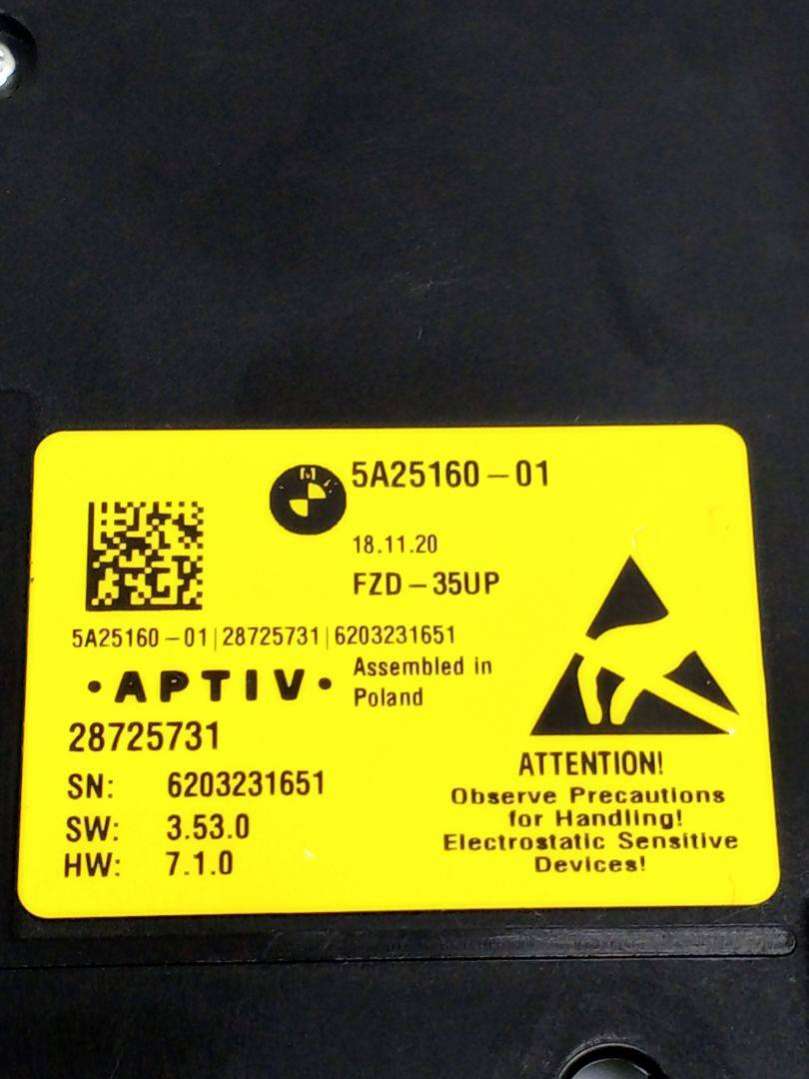 5A25160-01
18.11.20
FZD-35UP
5A25160-01|28725731|6203231651
• APTIV •
Assembled in
Poland
28725731
SN: 6203231651
SW: 3.53.0
HW: 7.1.0
ATTENTION!
Observe Precautions
for Handling!
Electrostatic Sensitive
Devices!